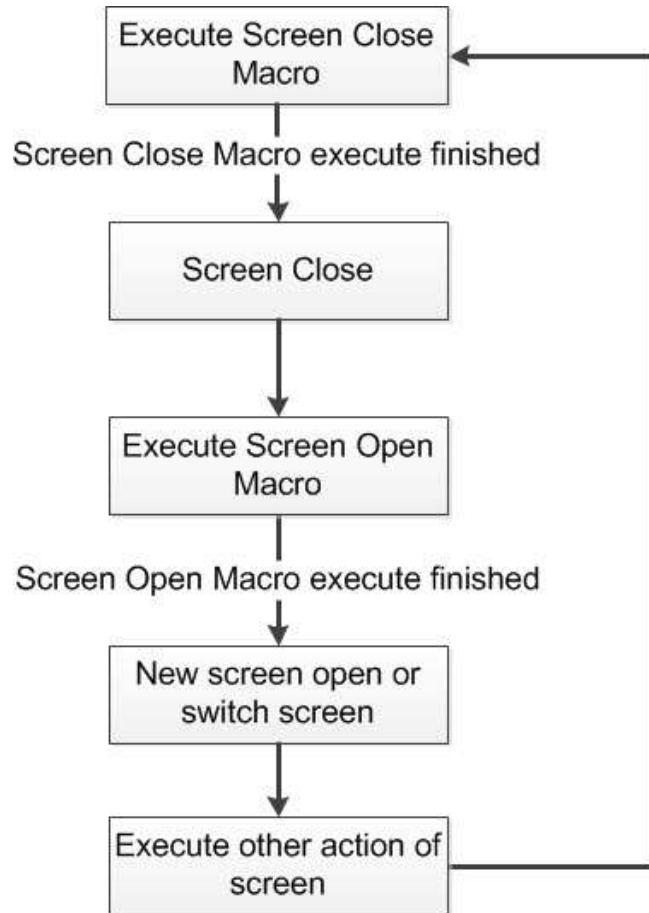 Execute Screen Close
Macro
Screen Close Macro execute finished
Screen Close
Execute Screen Open
Macro
Screen Open Macro execute finished
New screen open or
switch screen
Execute other action of
screen